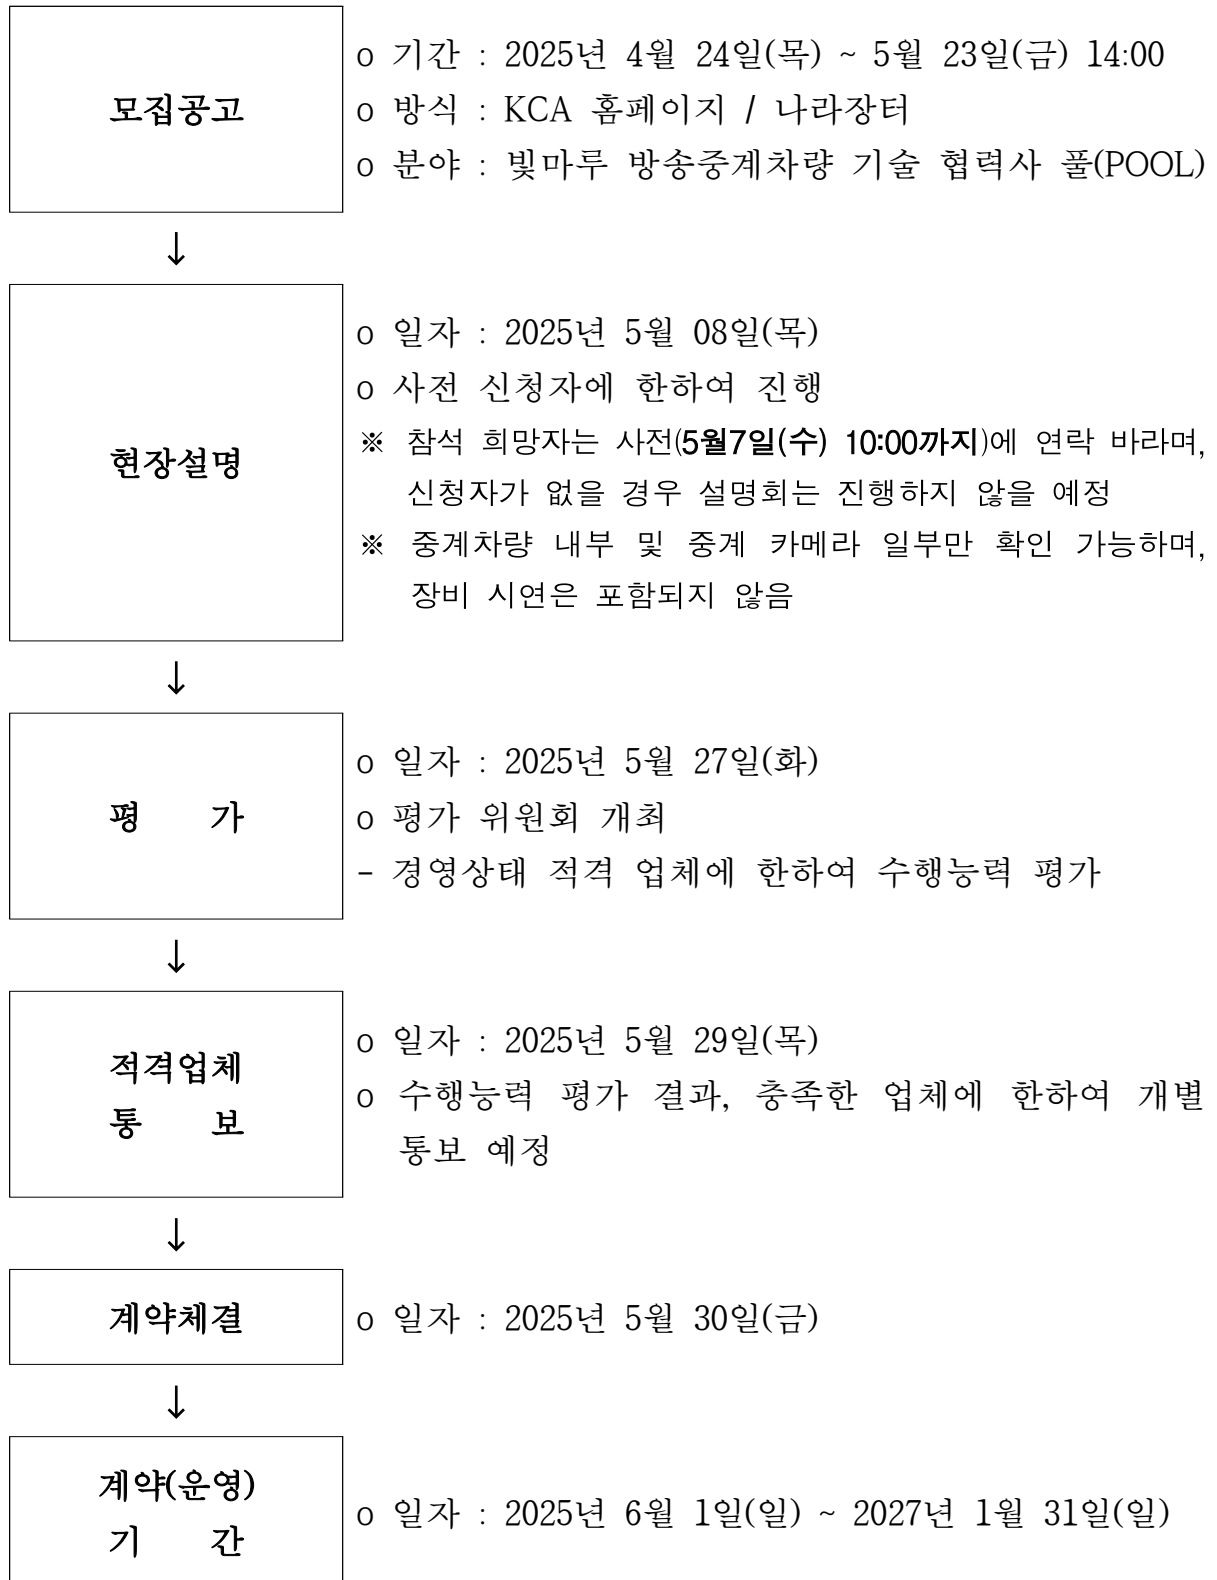 모집공고
o 기간 : 2025년 4월 24일(목) ~ 5월 23일(금) 14:00
o 방식 : KCA 홈페이지 / 나라장터
o 분야 : 빛마루 방송중계차량 기술 협력사 풀(POOL)
↓
현장설명
o 일자 : 2025년 5월 08일(목)
o 사전 신청자에 한하여 진행
※ 참석 희망자는 사전(5월7일(수) 10:00까지)에 연락 바라며,
신청자가 없을 경우 설명회는 진행하지 않을 예정
※ 중계차량 내부 및 중계 카메라 일부만 확인 가능하며,
장비 시연은 포함되지 않음
↓
평 가
o 일자 : 2025년 5월 27일(화)
o 평가 위원회 개최
- 경영상태 적격 업체에 한하여 수행능력 평가
↓
적격업체
통 보
o 일자 : 2025년 5월 29일(목)
o 수행능력 평가 결과, 충족한 업체에 한하여 개별
통보 예정
↓
계약체결
o 일자 : 2025년 5월 30일(금)
↓
계약(운영)
기 간
o 일자 : 2025년 6월 1일(일) ~ 2027년 1월 31일(일)